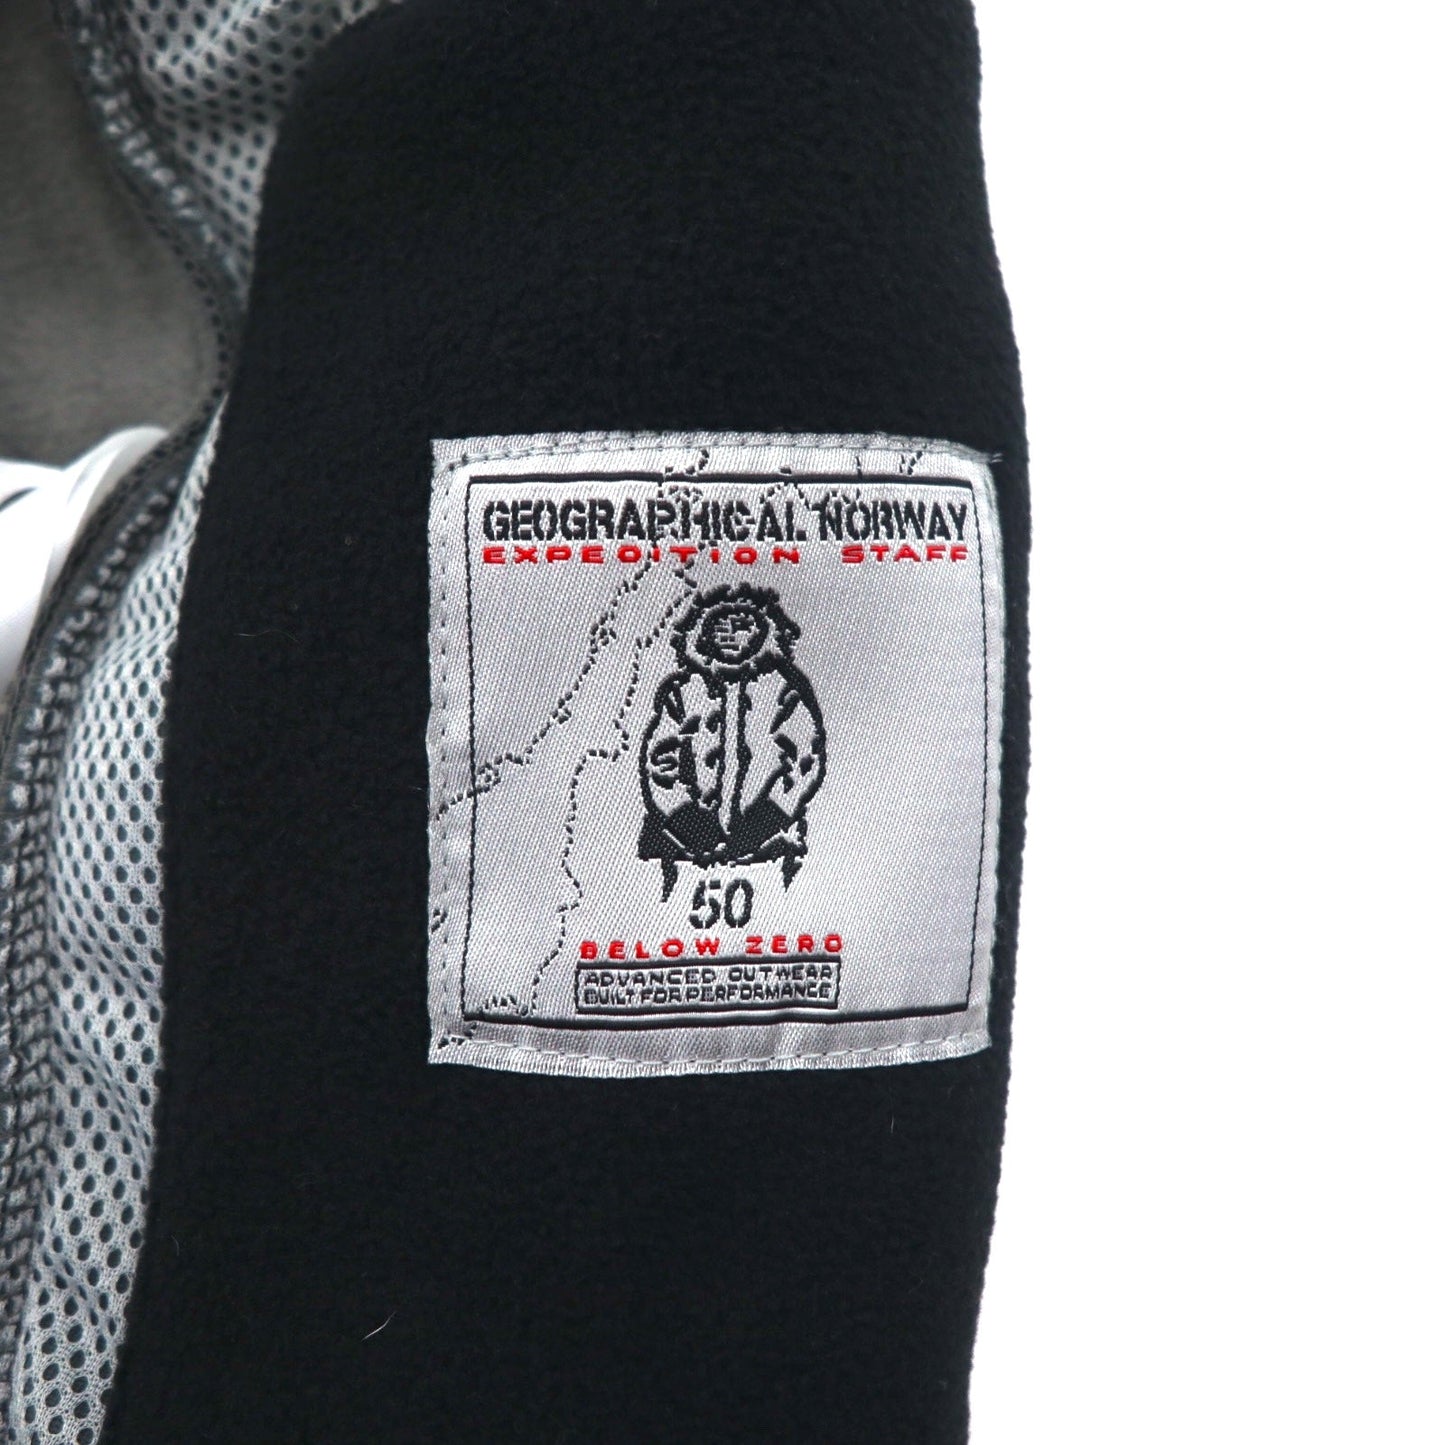 GEOGRAPHICAL NORWAY
EXPEDITION STAFF
50
BELOW ZERO
ADVANCED OUTWEAR
BUILT FOR PERFORMANCE